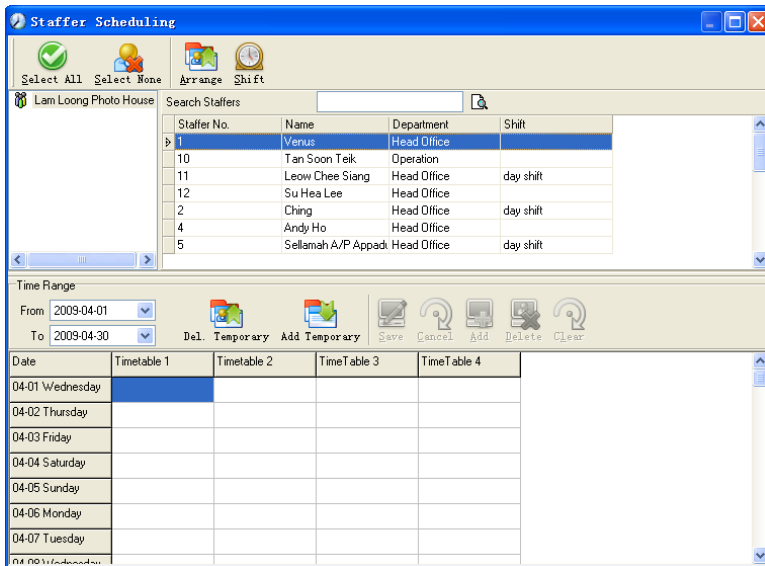 Staffer Scheduling
Select All Select None Arrange Shift
Lam Loong Photo House
Search Staffers
Staffer No. Name Department Shift
1 Venus Head Office
10 Tan Soon Teik Operation
11 Leow Chee Siang Head Office day shift
12 Su Hea Lee Head Office
2 Ching Head Office day shift
4 Andy Ho Head Office
5 Sellamah A/P Appadu Head Office day shift
Time Range
From 2009-04-01
To 2009-04-30
Del. Temporary Add Temporary Save Cancel Add Delete Clear
Date Timetable 1 Timetable 2 TimeTable 3 TimeTable 4
04-01 Wednesday
04-02 Thursday
04-03 Friday
04-04 Saturday
04-05 Sunday
04-06 Monday
04-07 Tuesday
04-08 Wednesday